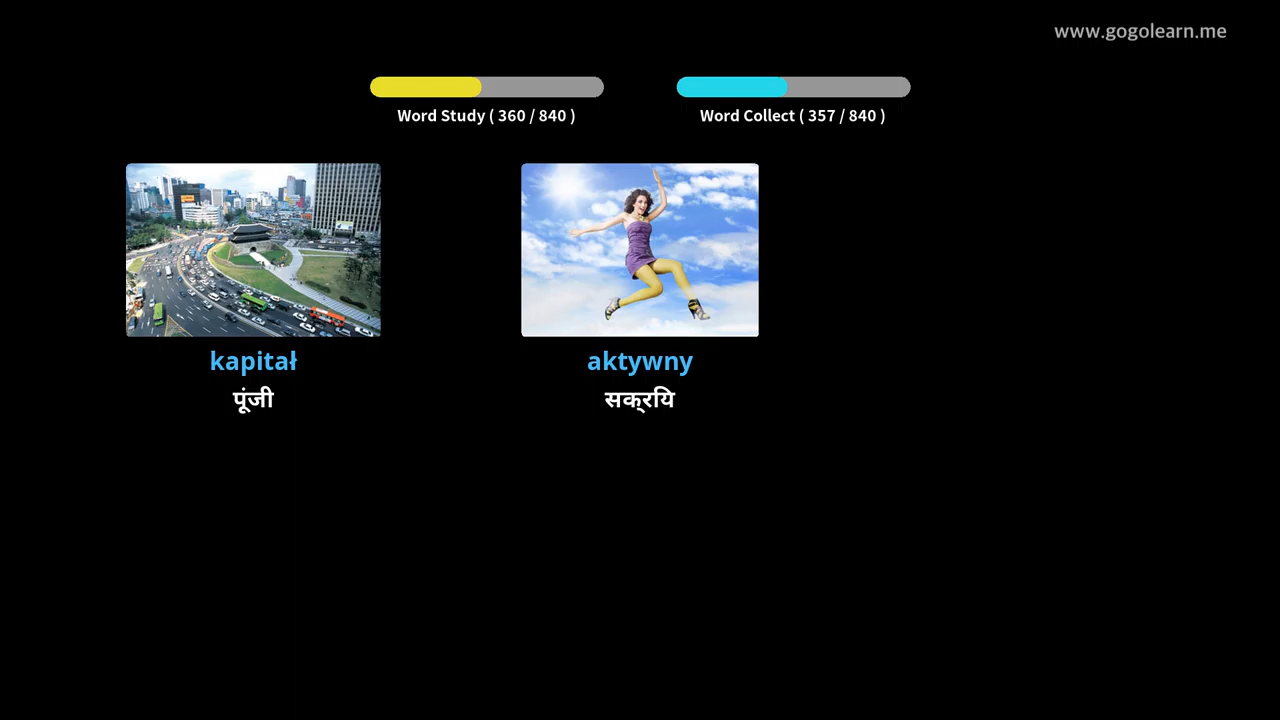 www.gogolearn.me
Word Study ( 360 / 840 )
Word Collect ( 357 / 840 )
kapitał
aktywny
पूंजी
सक्रयि